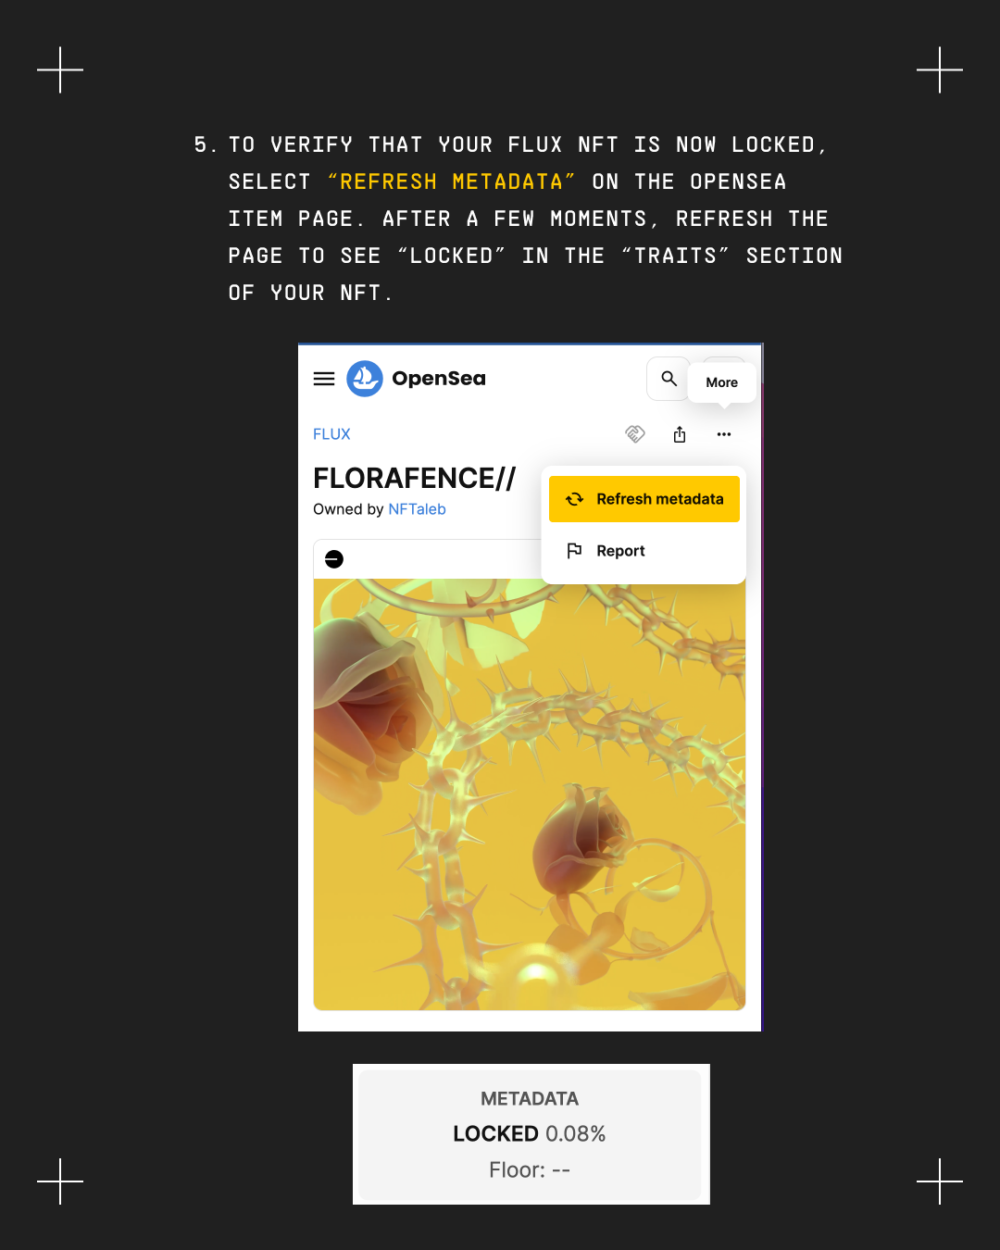 5. TO VERIFY THAT YOUR FLUX NFT IS NOW LOCKED,
SELECT “REFRESH METADATA” ON THE OPENSEA
ITEM PAGE. AFTER A FEW MOMENTS, REFRESH THE
PAGE TO SEE “LOCKED” IN THE “TRAITS” SECTION
OF YOUR NFT.
OpenSea
More
FLUX
FLORAFENCE//
Owned by NFTaleb
Refresh metadata
Report
METADATA
LOCKED 0.08%
Floor: --